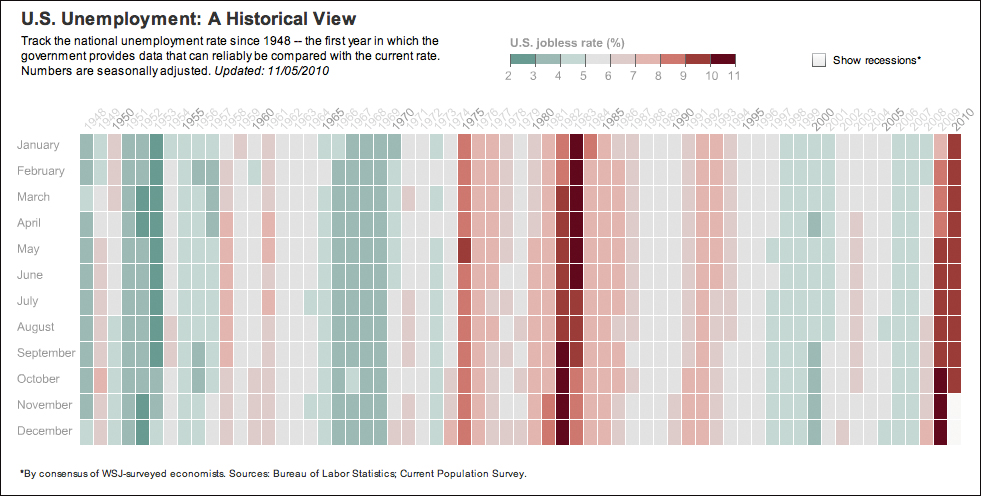 U.S. Unemployment: A Historical View
Track the national unemployment rate since 1948 -- the first year in which the
government provides data that can reliably be compared with the current rate.
Numbers are seasonally adjusted. Updated: 11/05/2010
U.S. jobless rate (%)
2 3 4 5 6 7 8 9 10 11
Show recessions*
1948 1950 1955 1960 1965 1970 1975 1980 1985 1990 1995 2000 2005 2010
January
February
March
April
May
June
July
August
September
October
November
December
*By consensus of WSJ-surveyed economists. Sources: Bureau of Labor Statistics; Current Population Survey.